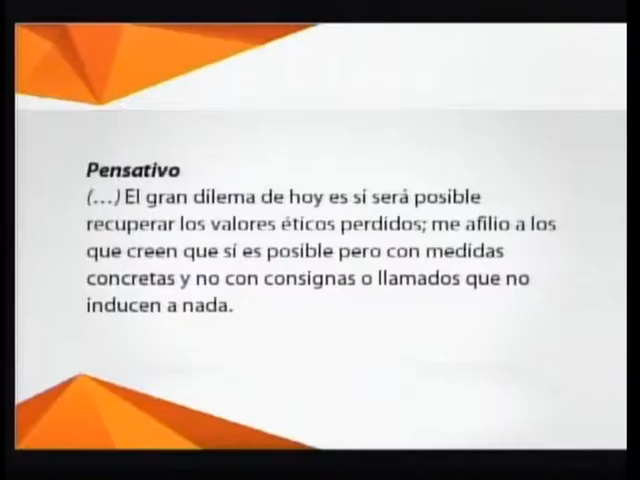 Pensativo
(...) El gran dilema de hoy es si será posible
recuperar los valores éticos perdidos; me afilio a los
que creen que sí es posible pero con medidas
concretas y no con consignas o llamados que no
inducen a nada.